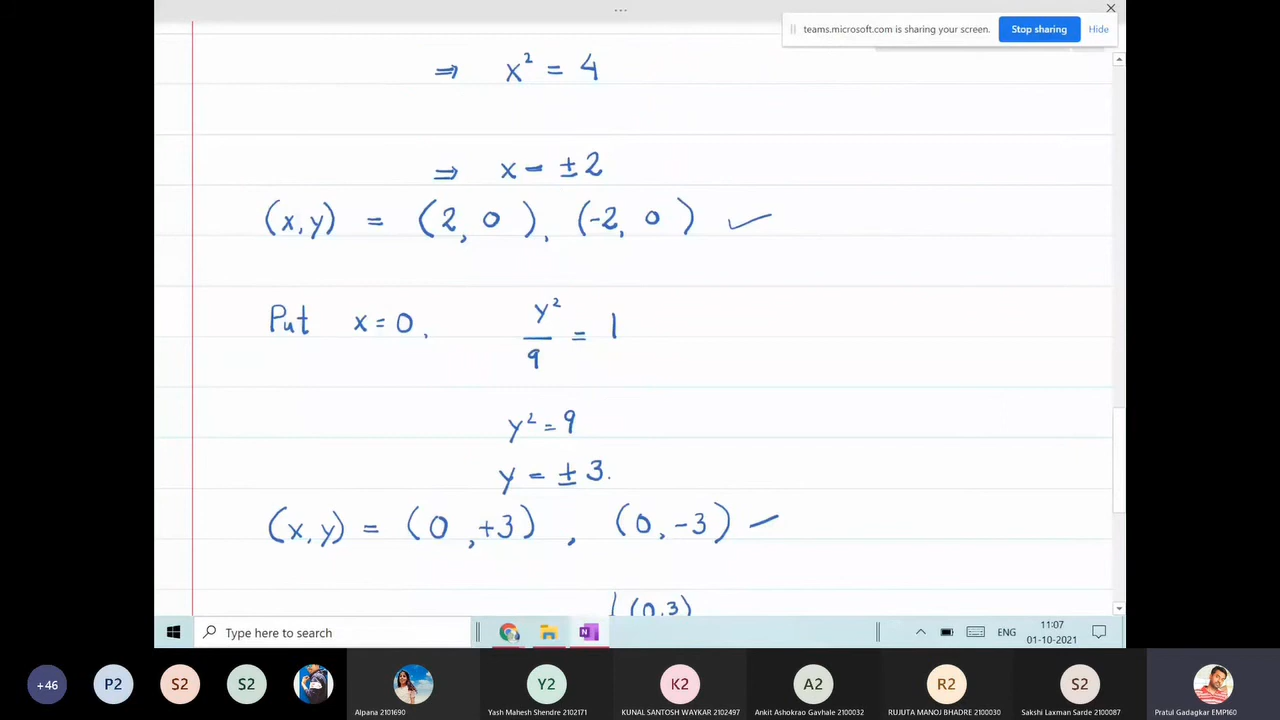 teams.microsoft.com is sharing your screen. Stop sharing Hide
⇒ x² = 4
⇒ x = ±2
(x,y) = (2, 0), (-2, 0)
Put x=0, y²/9 = 1
y² = 9
y = ±3.
(x,y) = (0, +3), (0, -3)
(0,3)
Type here to search
ENG
11:07
01-10-2021
+46 P2 S2 S2 Y2 K2 A2 R2 S2
Alpana 2101690 Yash Mahesh Shendre 2102171 KUNAL SANTOSH WAYKAR 2102497 Ankit Ashokrao Gavhale 2100032 RUJUTA MANOJ BHADRE 2100030 Sakshi Laxman Sarde 2100087 Pratul Gadagkar EMP160